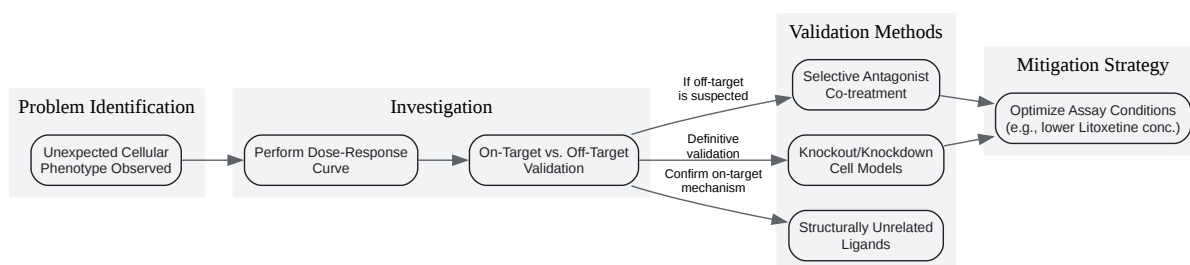 Problem Identification
Unexpected Cellular
Phenotype Observed
Investigation
Perform Dose-Response
Curve
On-Target vs. Off-Target
Validation
If off-target
is suspected
Definitive
validation
Confirm on-target
mechanism
Validation Methods
Selective Antagonist
Co-treatment
Knockout/Knockdown
Cell Models
Structurally Unrelated
Ligands
Mitigation Strategy
Optimize Assay Conditions
(e.g., lower Litoxetine conc.)